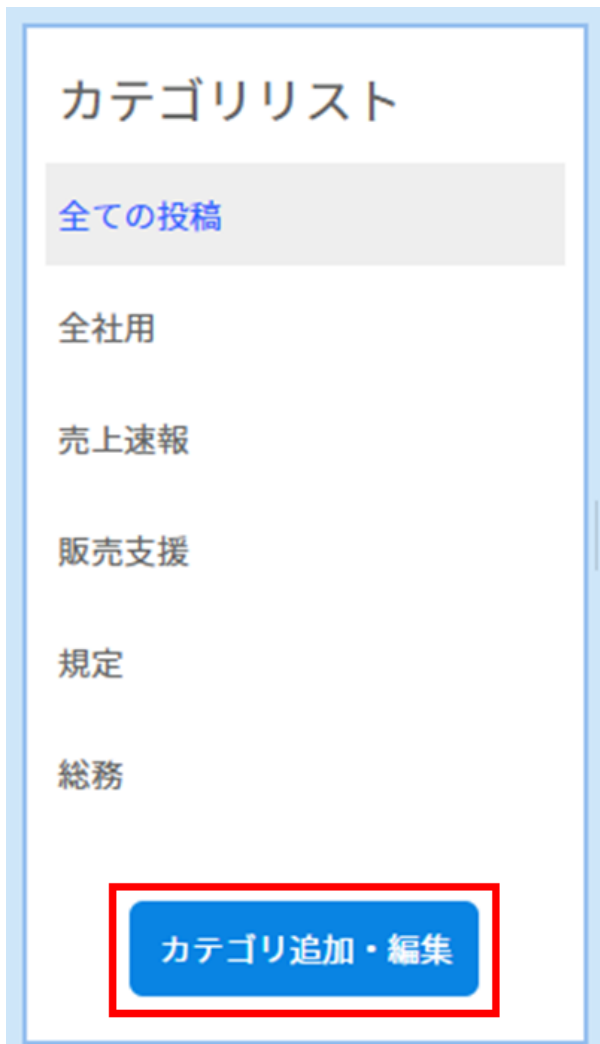 カテゴリリスト
全ての投稿
全社用
売上速報
販売支援
規定
総務
カテゴリ追加・編集